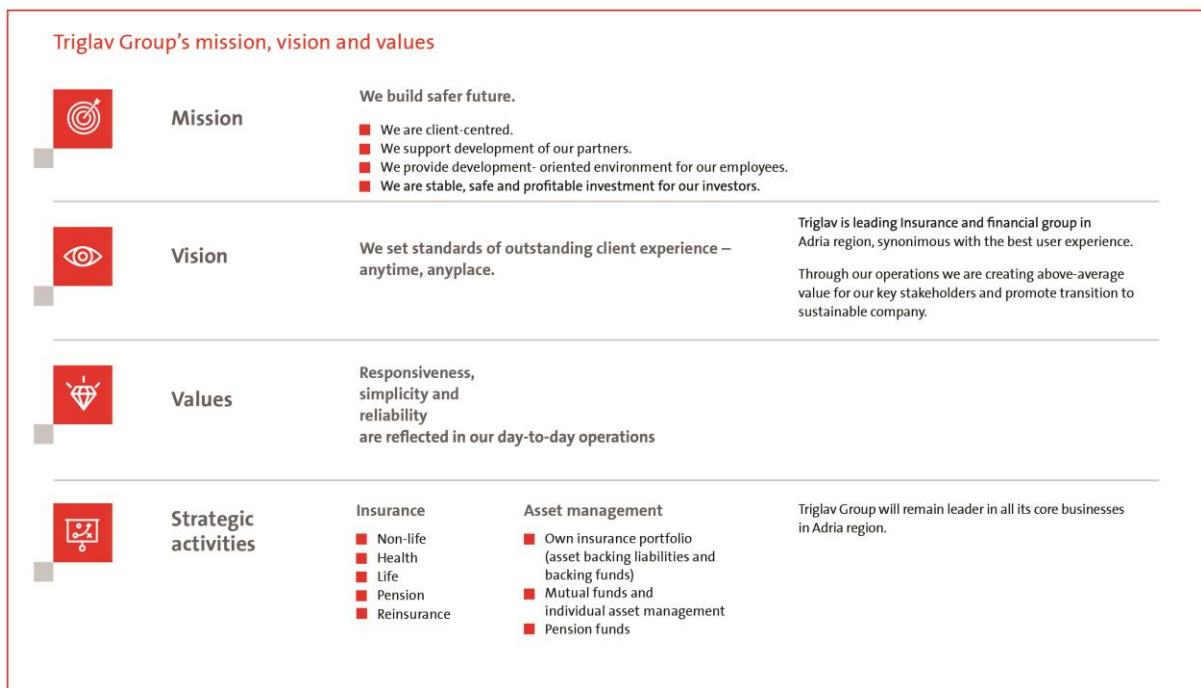 Triglav Group’s mission, vision and values
Mission
We build safer future.
We are client-centred.
We support development of our partners.
We provide development- oriented environment for our employees.
We are stable, safe and profitable investment for our investors.
Vision
We set standards of outstanding client experience –
anytime, anyplace.
Triglav is leading Insurance and financial group in
Adria region, synonimous with the best user experience.
Through our operations we are creating above-average
value for our key stakeholders and promote transition to
sustainable company.
Values
Responsiveness,
simplicity and
reliability
are reflected in our day-to-day operations
Strategic
activities
Insurance
Non-life
Health
Life
Pension
Reinsurance
Asset management
Own insurance portfolio
(asset backing liabilities and
backing funds)
Mutual funds and
individual asset management
Pension funds
Triglav Group will remain leader in all its core businesses
in Adria region.